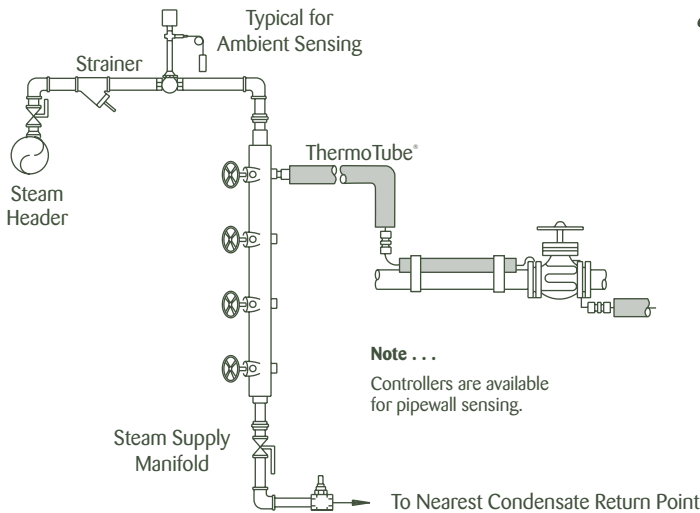 Typical for
Ambient Sensing
Strainer
ThermoTube®
Steam
Header
Note . . .
Controllers are available
for pipewall sensing.
Steam Supply
Manifold
To Nearest Condensate Return Point